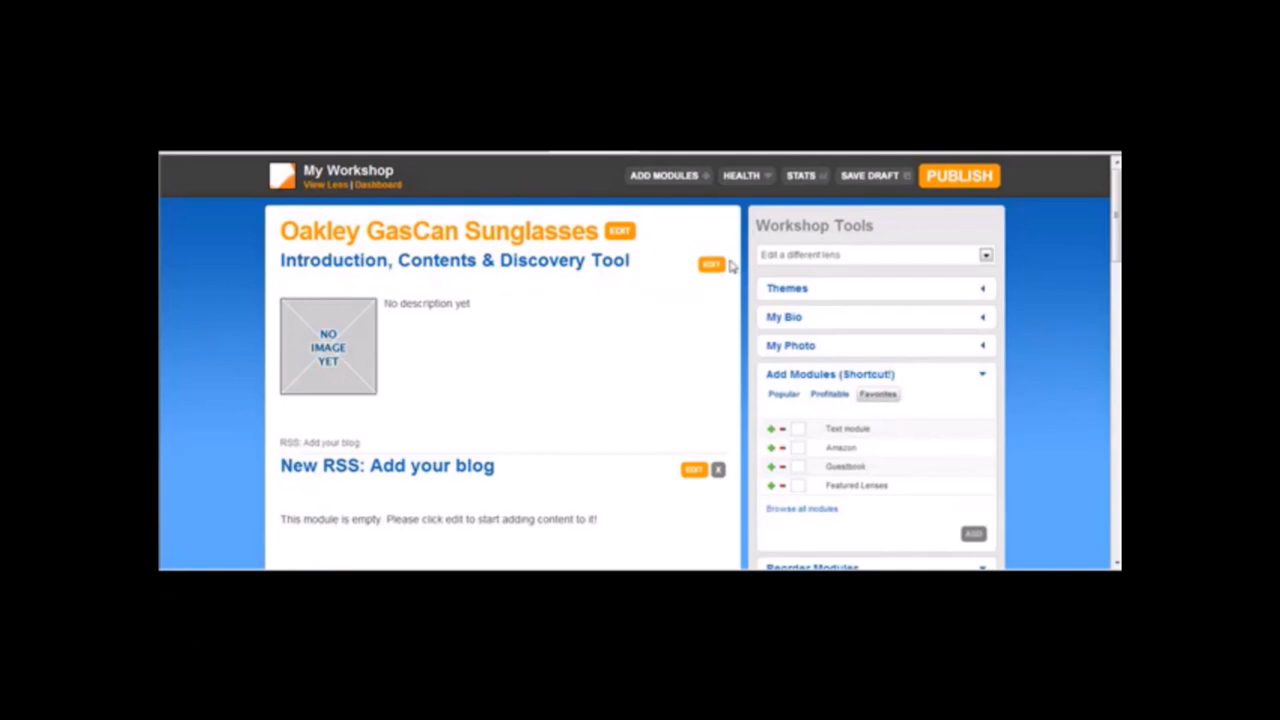 My Workshop
View Lens | Dashboard
ADD MODULES
HEALTH
STATS
SAVE DRAFT
PUBLISH
Oakley GasCan Sunglasses
EDIT
Introduction, Contents & Discovery Tool
EDIT
No description yet
NO
IMAGE
YET
RSS: Add your blog
New RSS: Add your blog
EDIT
X
This module is empty. Please click edit to start adding content to it!
Workshop Tools
Edit a different lens
Themes
My Bio
My Photo
Add Modules (Shortcut!)
Popular Profitable Favorites
Text module
Amazon
Guestbook
Featured Lenses
Browse all modules
ADD
Reorder Modules